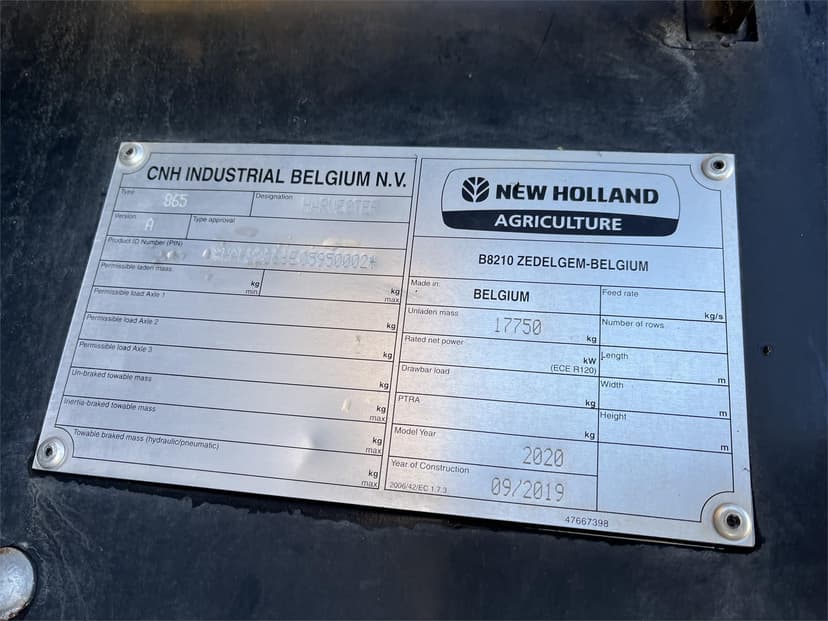 CNH INDUSTRIAL BELGIUM N.V.
Type
865
Designation
HARVESTER
Version
A
Type approval
Product ID Number (PIN)
Permissible laden mass
kg
min
kg
max
Permissible load Axle 1
kg
Permissible load Axle 2
kg
Permissible load Axle 3
kg
Un-braked towable mass
kg
max
Inertia-braked towable mass
kg
max
Towable braked mass (hydraulic/pneumatic)
kg
max
NEW HOLLAND
AGRICULTURE
B8210 ZEDELGEM-BELGIUM
Made in:
BELGIUM
Unladen mass
17750
kg
Rated net power
kW
(ECE R120)
Drawbar load
kg
PTRA
kg
Model Year
2020
Year of Construction
2006/42/EC 1.7.3
09/2019
Feed rate
kg/s
Number of rows
Length
m
Width
m
Height
m
47667398